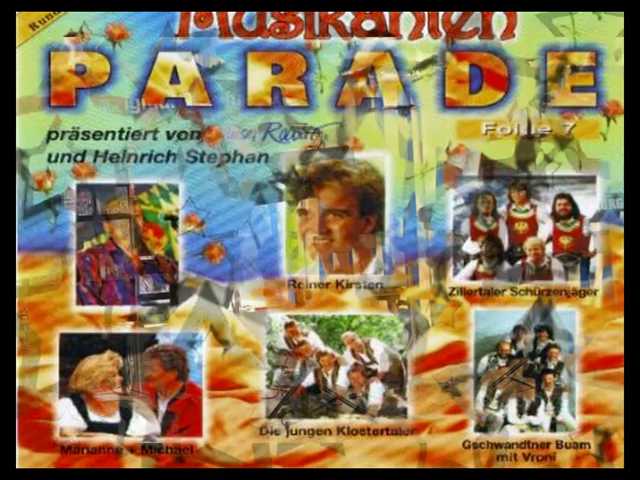 Musikanten
PARADE
präsentiert von
Radio
und Heinrich Stephan
Folge 7
Reiner Kirsten
Zillertaler Schürzenjäger
Marianne + Michael
Die jungen Klostertaler
Gschwandtner Buam
mit Vroni